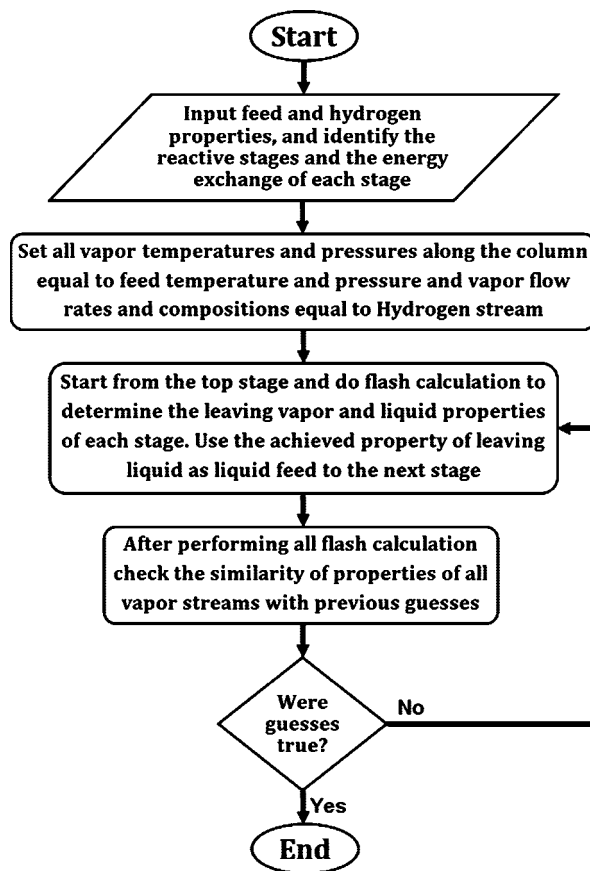 Start
Input feed and hydrogen
properties, and identify the
reactive stages and the energy
exchange of each stage
Set all vapor temperatures and pressures along the column
equal to feed temperature and pressure and vapor flow
rates and compositions equal to Hydrogen stream
Start from the top stage and do flash calculation to
determine the leaving vapor and liquid properties
of each stage. Use the achieved property of leaving
liquid as liquid feed to the next stage
After performing all flash calculation
check the similarity of properties of all
vapor streams with previous guesses
Were
guesses
true?
No
Yes
End